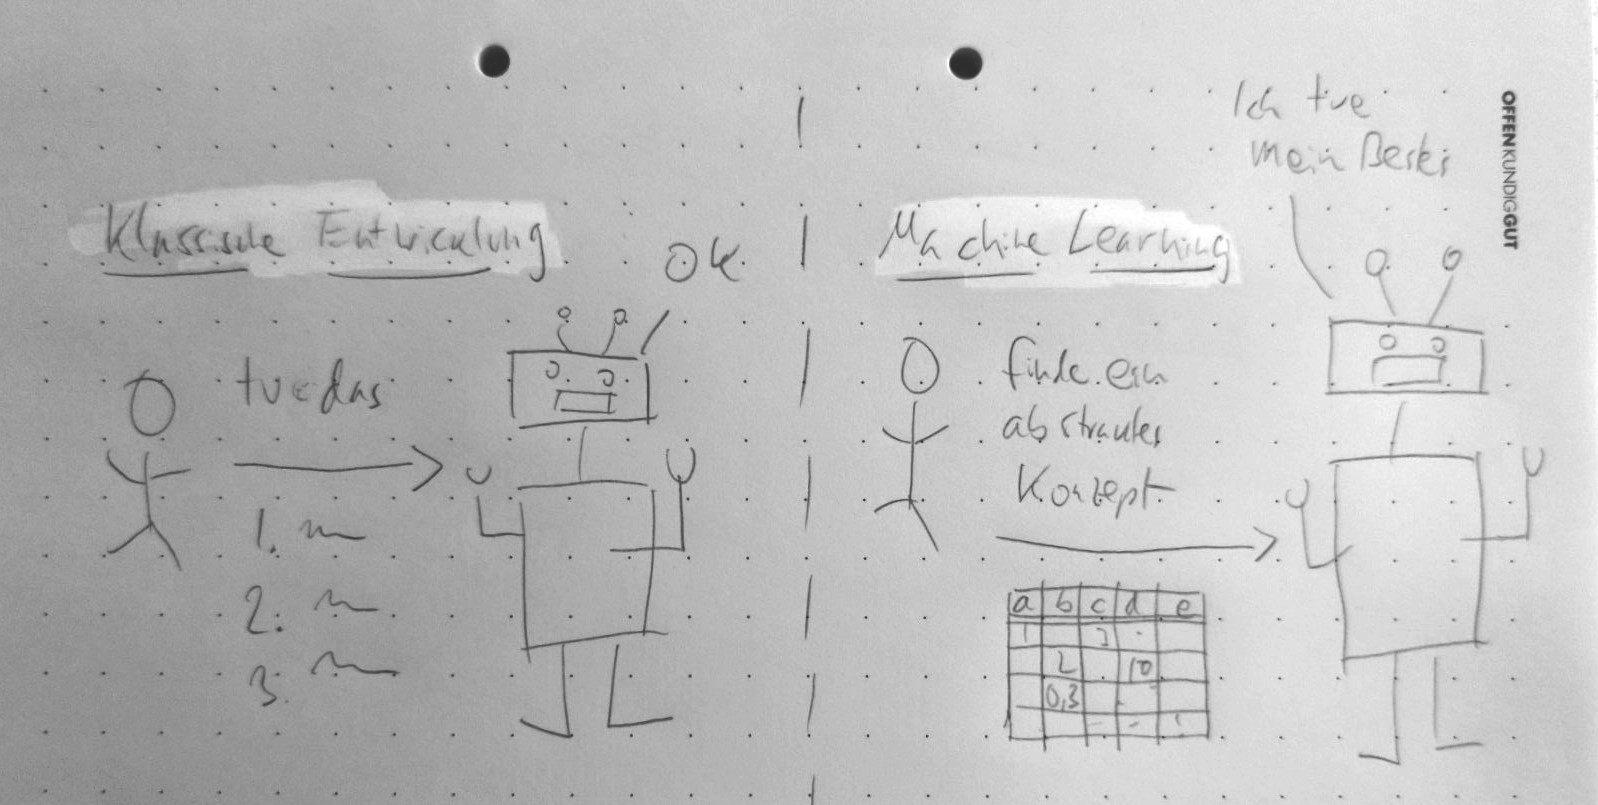 Klassische Entwicklung
OK
tue das
1.
2.
3.
Machine Learning
Ich tue
mein Bestes
finde ein
abstraktes
Konzept
a b c d e
1 3
2 10
0,3
OFFENKUNDIGGUT